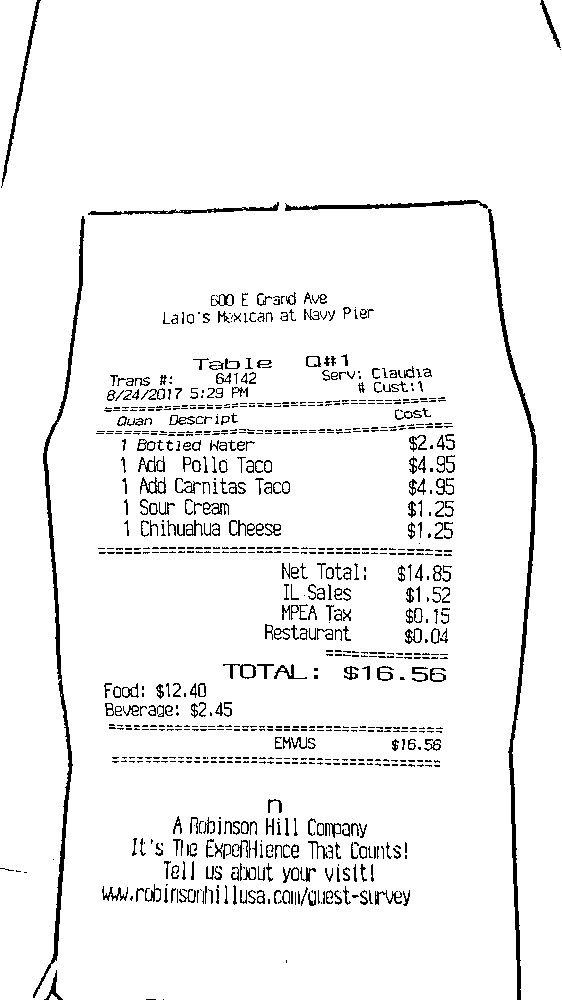 600 E Grand Ave
Lalo's Mexican at Navy Pier
Table Q#1
Trans #: 64142 Serv: Claudia
8/24/2017 5:29 PM # Cust:1
Quan Descript Cost
1 Bottled Water $2.45
1 Add Pollo Taco $4.95
1 Add Carnitas Taco $4.95
1 Sour Cream $1.25
1 Chihuahua Cheese $1.25
Net Total: $14.85
IL Sales $1.52
MPEA Tax $0.15
Restaurant $0.04
TOTAL: $16.56
Food: $12.40
Beverage: $2.45
EMVUS $16.56
n
A Robinson Hill Company
It's The ExpeRHience That Counts!
Tell us about your visit!
www.robinsonhillusa.com/guest-survey